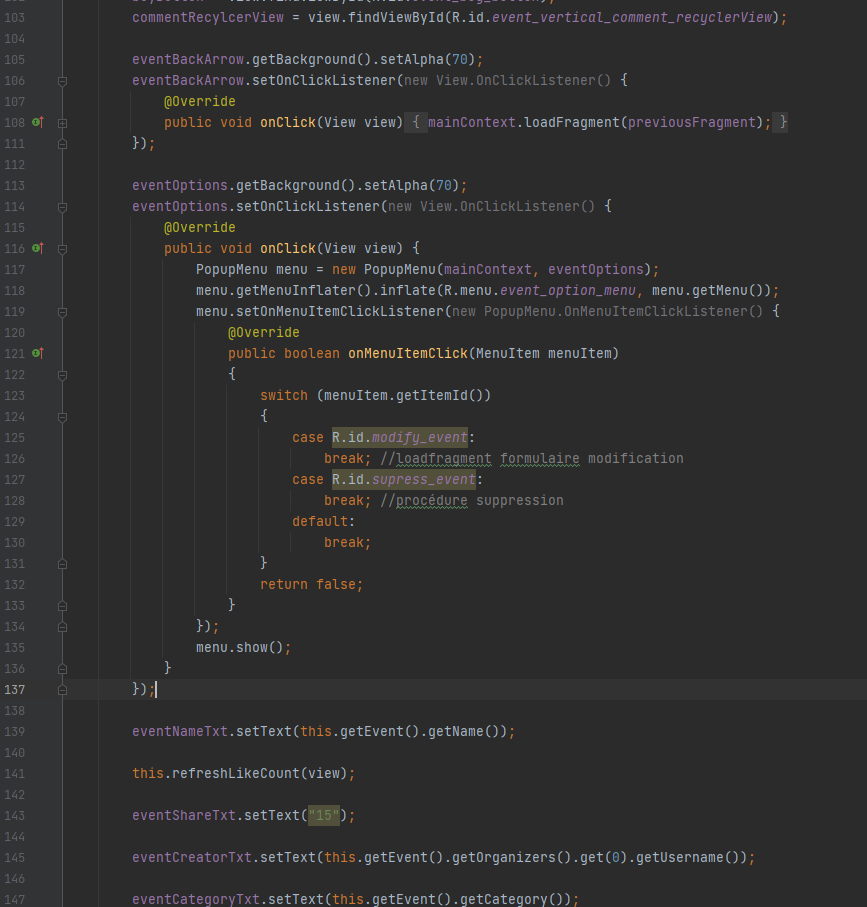 103 commentRecylcerView = view.findViewById(R.id.event_vertical_comment_recyclerView);
104
105 eventBackArrow.getBackground().setAlpha(70);
106 eventBackArrow.setOnClickListener(new View.OnClickListener() {
107 @Override
108 public void onClick(View view) { mainContext.loadFragment(previousFragment); }
111 });
112
113 eventOptions.getBackground().setAlpha(70);
114 eventOptions.setOnClickListener(new View.OnClickListener() {
115 @Override
116 public void onClick(View view) {
117 PopupMenu menu = new PopupMenu(mainContext, eventOptions);
118 menu.getMenuInflater().inflate(R.menu.event_option_menu, menu.getMenu());
119 menu.setOnMenuItemClickListener(new PopupMenu.OnMenuItemClickListener() {
120 @Override
121 public boolean onMenuItemClick(MenuItem menuItem)
122 {
123 switch (menuItem.getItemId())
124 {
125 case R.id.modify_event:
126 break; //loadfragment formulaire modification
127 case R.id.supress_event:
128 break; //procédure suppression
129 default:
130 break;
131 }
132 return false;
133 }
134 });
135 menu.show();
136 }
137 });
138
139 eventNameTxt.setText(this.getEvent().getName());
140
141 this.refreshLikeCount(view);
142
143 eventShareTxt.setText("15");
144
145 eventCreatorTxt.setText(this.getEvent().getOrganizers().get(0).getUsername());
146
147 eventCategoryTxt.setText(this.getEvent().getCategory());